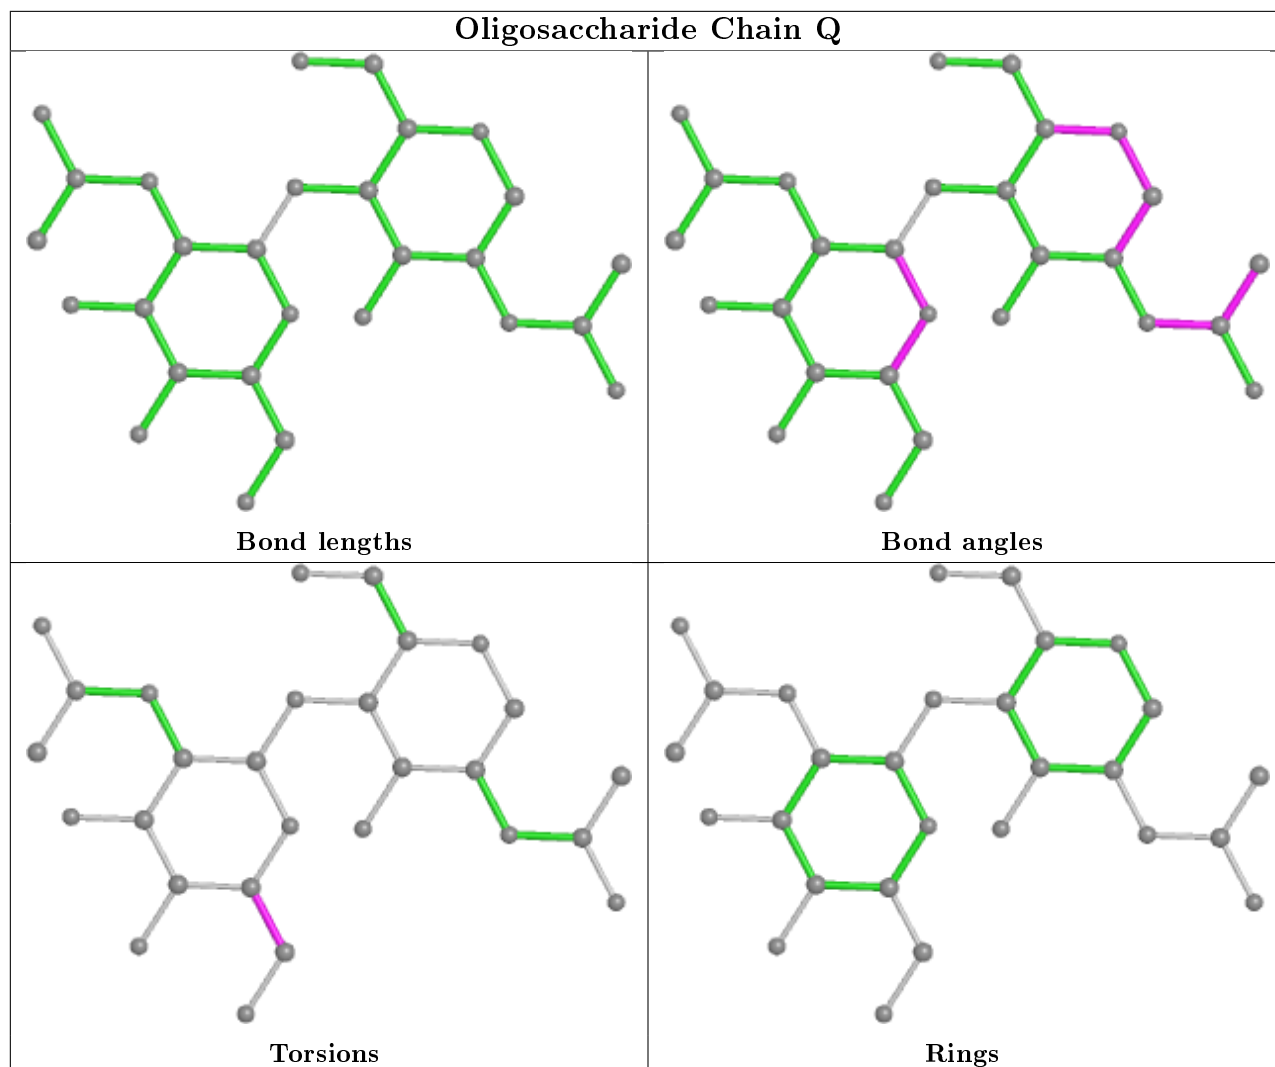 Oligosaccharide Chain Q
Bond lengths
Bond angles
Torsions
Rings